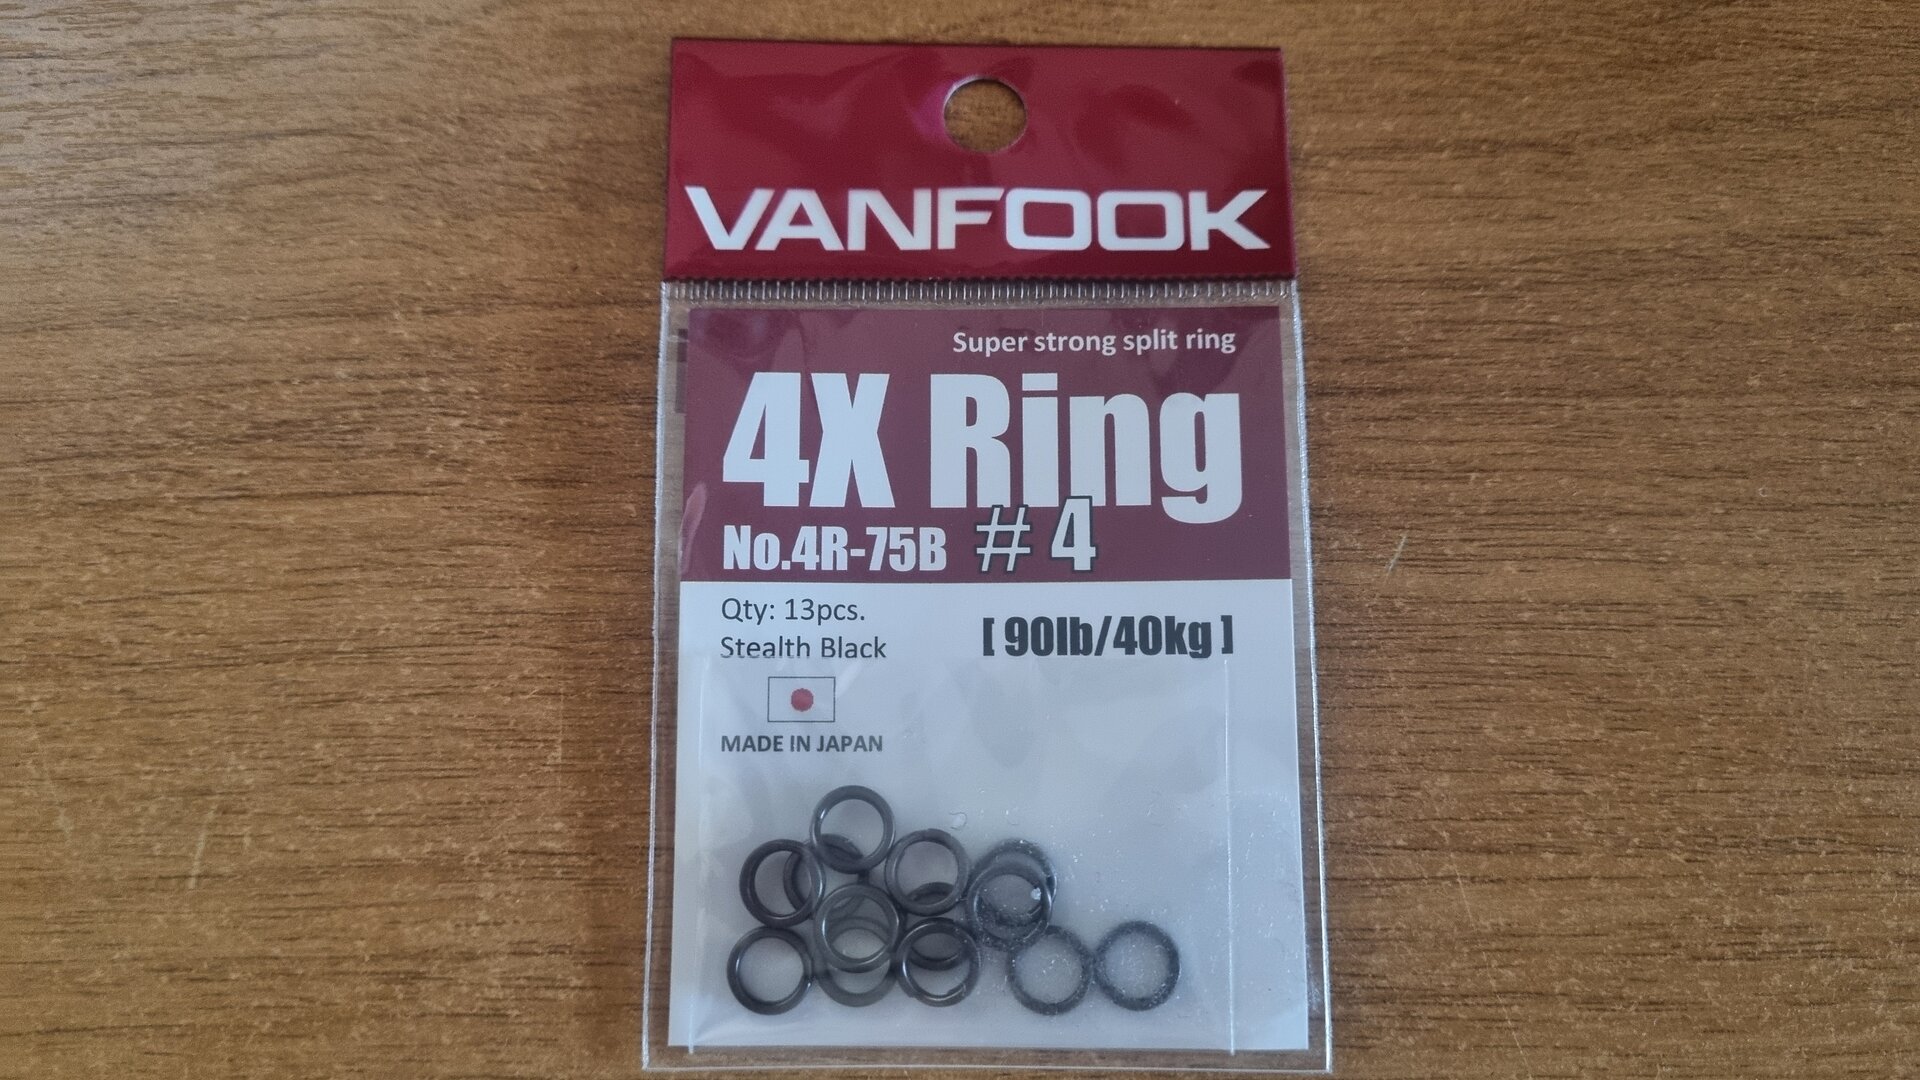 VANFOOK
Super strong split ring
4X Ring
No.4R-75B #4
Qty: 13pcs.
Stealth Black
[ 90lb/40kg ]
MADE IN JAPAN